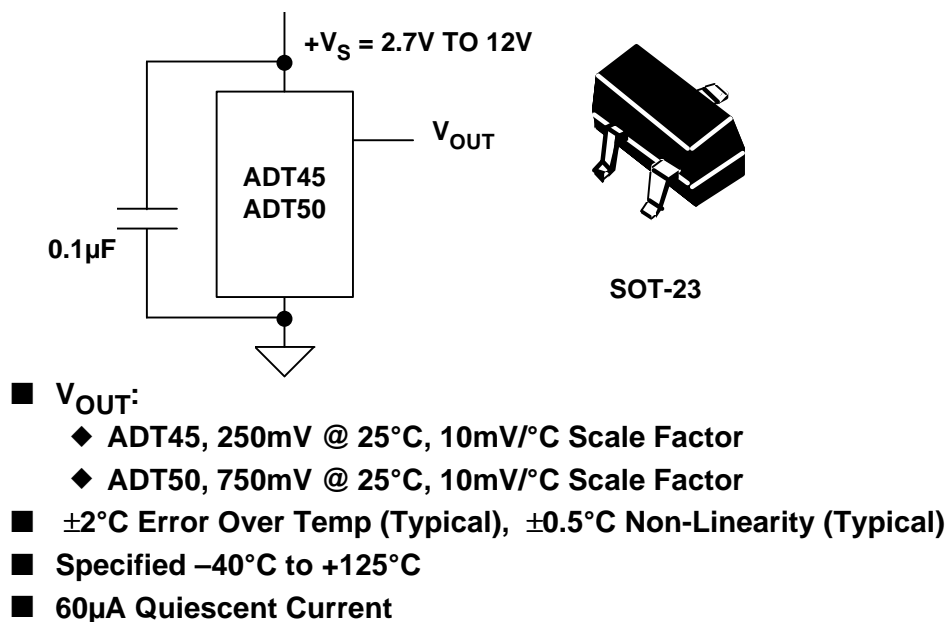 +VS = 2.7V TO 12V
VOUT
ADT45
ADT50
0.1µF
SOT-23
■ VOUT:
◆ ADT45, 250mV @ 25°C, 10mV/°C Scale Factor
◆ ADT50, 750mV @ 25°C, 10mV/°C Scale Factor
■ ±2°C Error Over Temp (Typical), ±0.5°C Non-Linearity (Typical)
■ Specified –40°C to +125°C
■ 60µA Quiescent Current